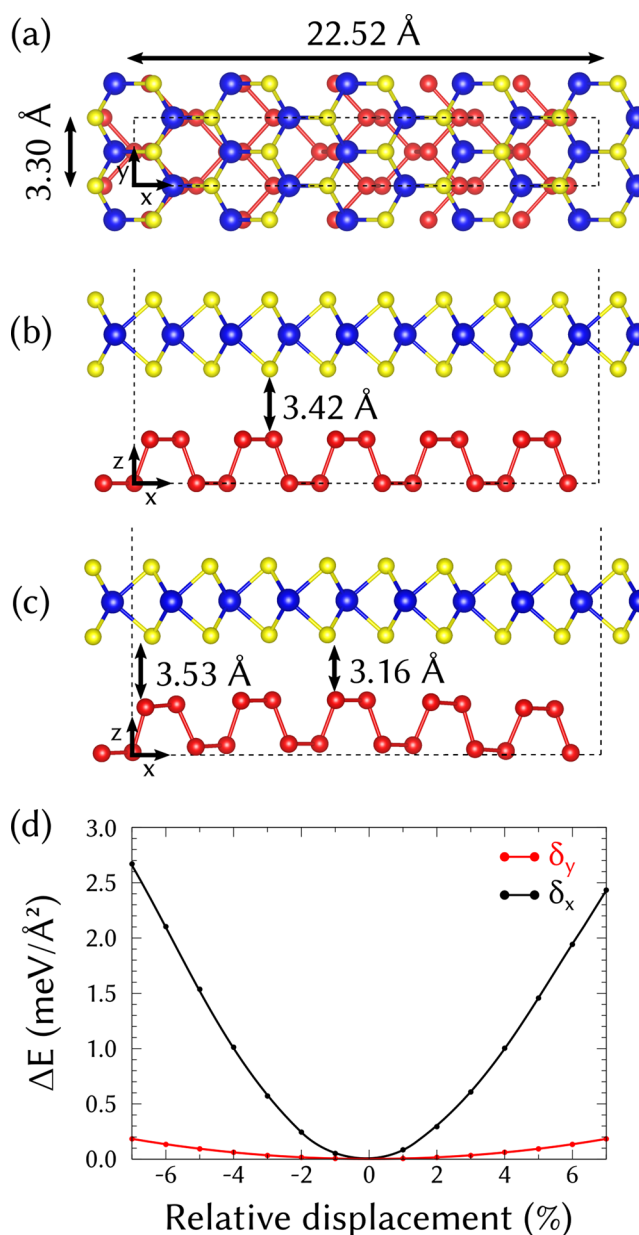 (a)
22.52 Å
3.30 Å
y
x
(b)
3.42 Å
z
x
(c)
3.53 Å
3.16 Å
z
x
(d)
3.0
2.5
2.0
1.5
1.0
0.5
0.0
ΔE (meV/Å²)
δy
δx
-6 -4 -2 0 2 4 6
Relative displacement (%)